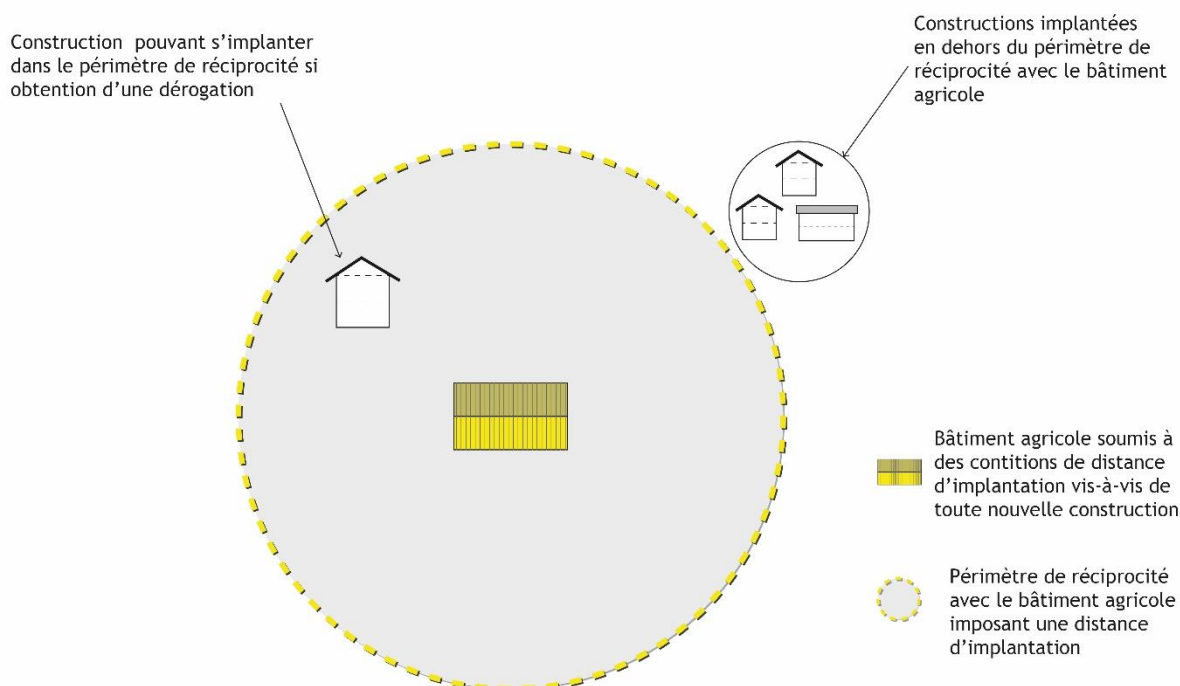 Construction pouvant s'implanter
dans le périmètre de réciprocité si
obtention d'une dérogation
Constructions implantées
en dehors du périmètre de
réciprocité avec le bâtiment
agricole
Bâtiment agricole soumis à
des contitions de distance
d'implantation vis-à-vis de
toute nouvelle construction
Périmètre de réciprocité
avec le bâtiment agricole
imposant une distance
d'implantation